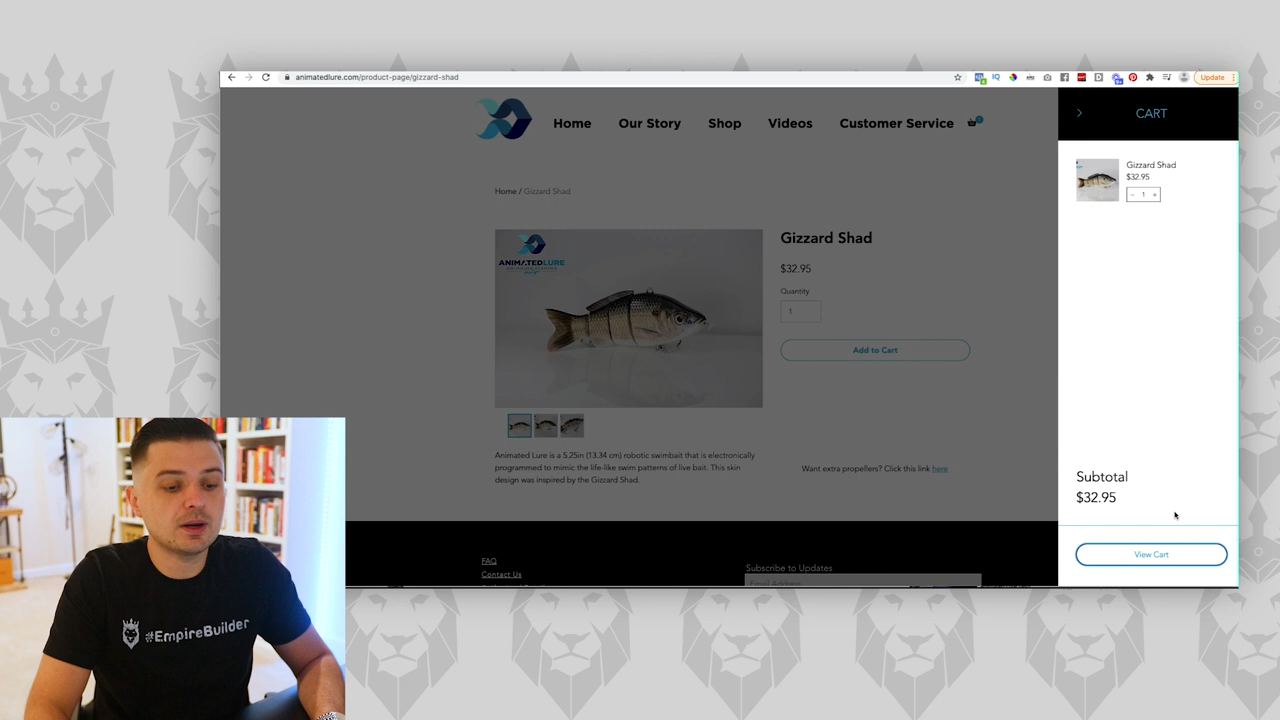 animatedlure.com/product-page/gizzard-shad
Update
Home
Our Story
Shop
Videos
Customer Service
CART
Home / Gizzard Shad
ANIMATEDLURE
Gizzard Shad
$32.95
Quantity
1
Add to Cart
Animated Lure is a 5.25in (13.34 cm) robotic swimbait that is electronically
programmed to mimic the life-like swim patterns of live bait. This skin
design was inspired by the Gizzard Shad.
Want extra propellers? Click this link here
FAQ
Contact Us
Subscribe to Updates
Email Address
Gizzard Shad
$32.95
− 1 +
Subtotal
$32.95
View Cart
#EmpireBuilder